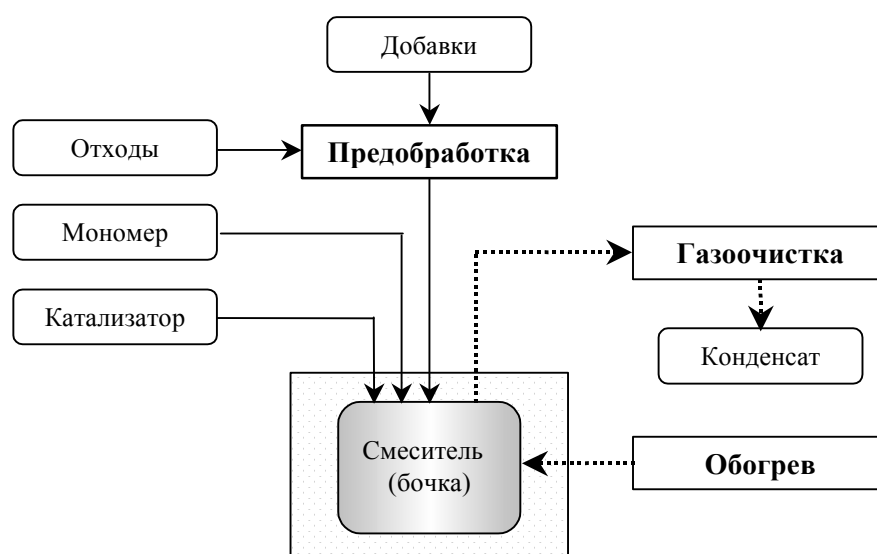 Добавки
Отходы
Предобработка
Мономер
Газоочистка
Катализатор
Конденсат
Смеситель
(бочка)
Обогрев